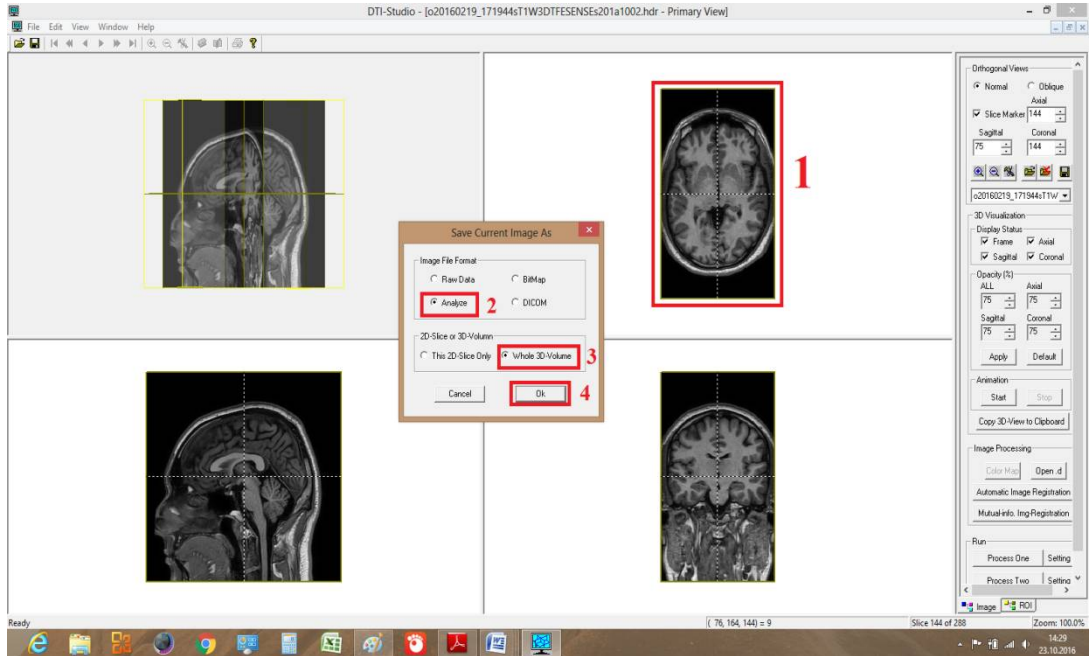 DTI-Studio - [o20160219_171944sT1W3DTFESENSEs201a1002.hdr - Primary View]
File Edit View Window Help
1
Save Current Image As
Image File Format
Raw Data BitMap
Analyze 2 DICOM
2D-Slice or 3D-Volumn
This 2D-Slice Only Whole 3D-Volume 3
Cancel Ok 4
Orthogonal Views
Normal Oblique
Axial
Slice Marker 144
Sagittal Coronal
75 144
o20160219_171944sT1W
3D Visualization
Display Status
Frame Axial
Sagittal Coronal
Opacity (%)
ALL Axial
75 75
Sagittal Coronal
75 75
Apply Default
Animation
Start Stop
Copy 3D-View to Clipboard
Image Processing
Color Map Open .d
Automatic Image Registration
Mutual-info. Img-Registration
Run
Process One Setting
Process Two Setting
Image ROI
Ready ( 76, 164, 144) = 9 Slice 144 of 288 Zoom: 100.0%
14:29
23.10.2016